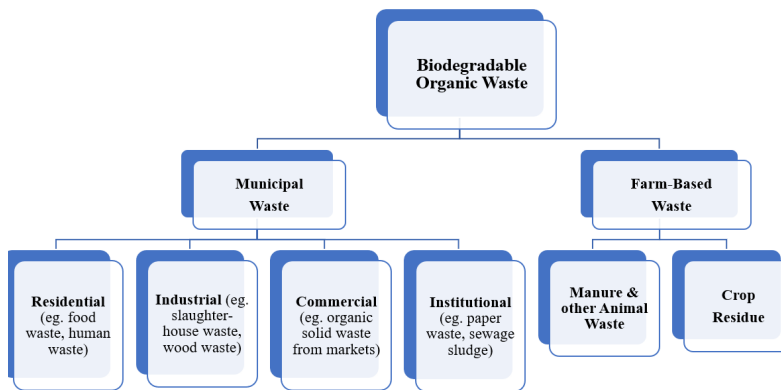 Biodegradable
Organic Waste
Municipal
Waste
Farm-Based
Waste
Residential
(eg. food
waste, human
waste)
Industrial (eg.
slaughter-
house waste,
wood waste)
Commercial
(eg. organic
solid waste
from markets)
Institutional
(eg. paper
waste, sewage
sludge)
Manure &
other Animal
Waste
Crop
Residue